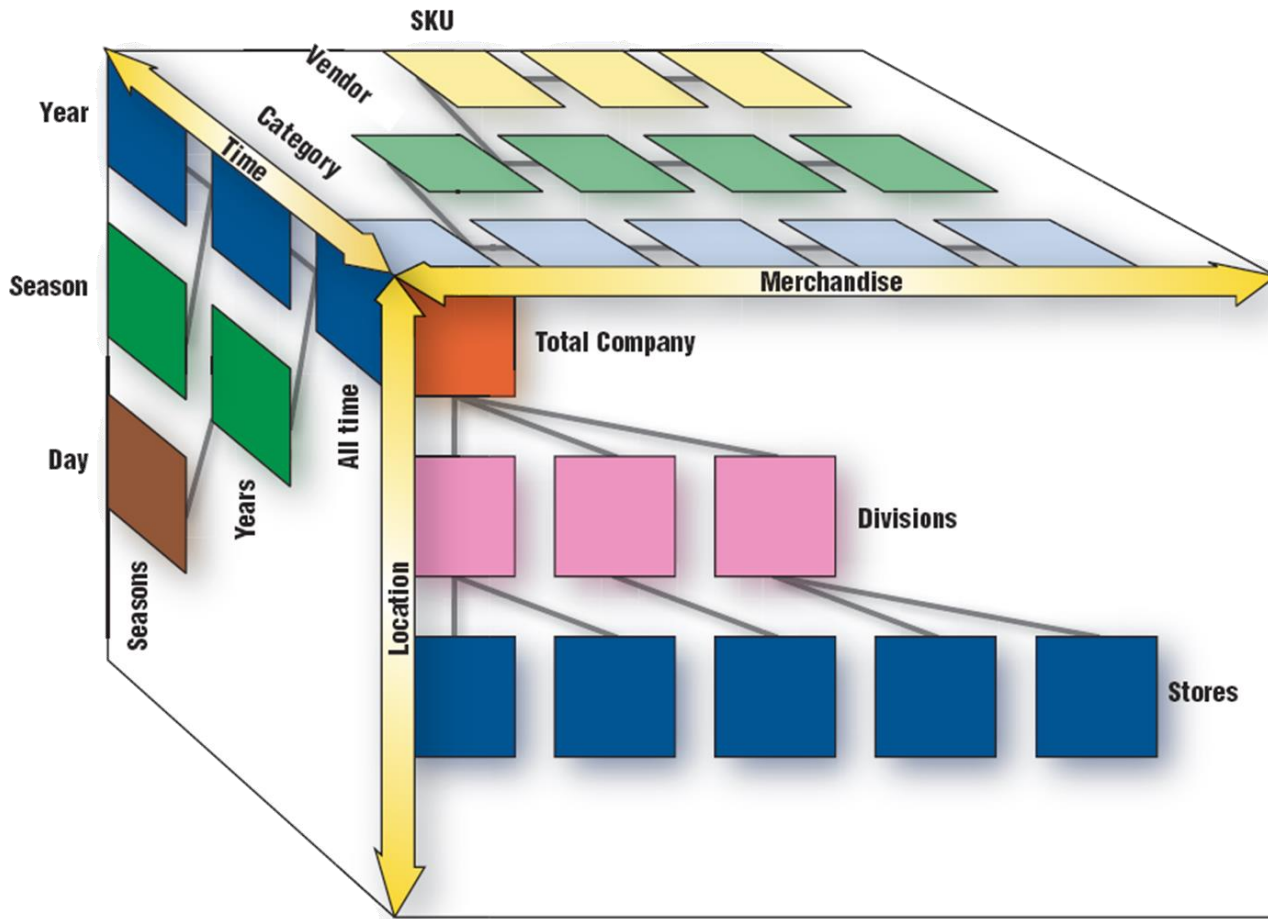 SKU
Vendor
Year
Category
Time
Season
Merchandise
Total Company
All time
Day
Years
Divisions
Seasons
Location
Stores